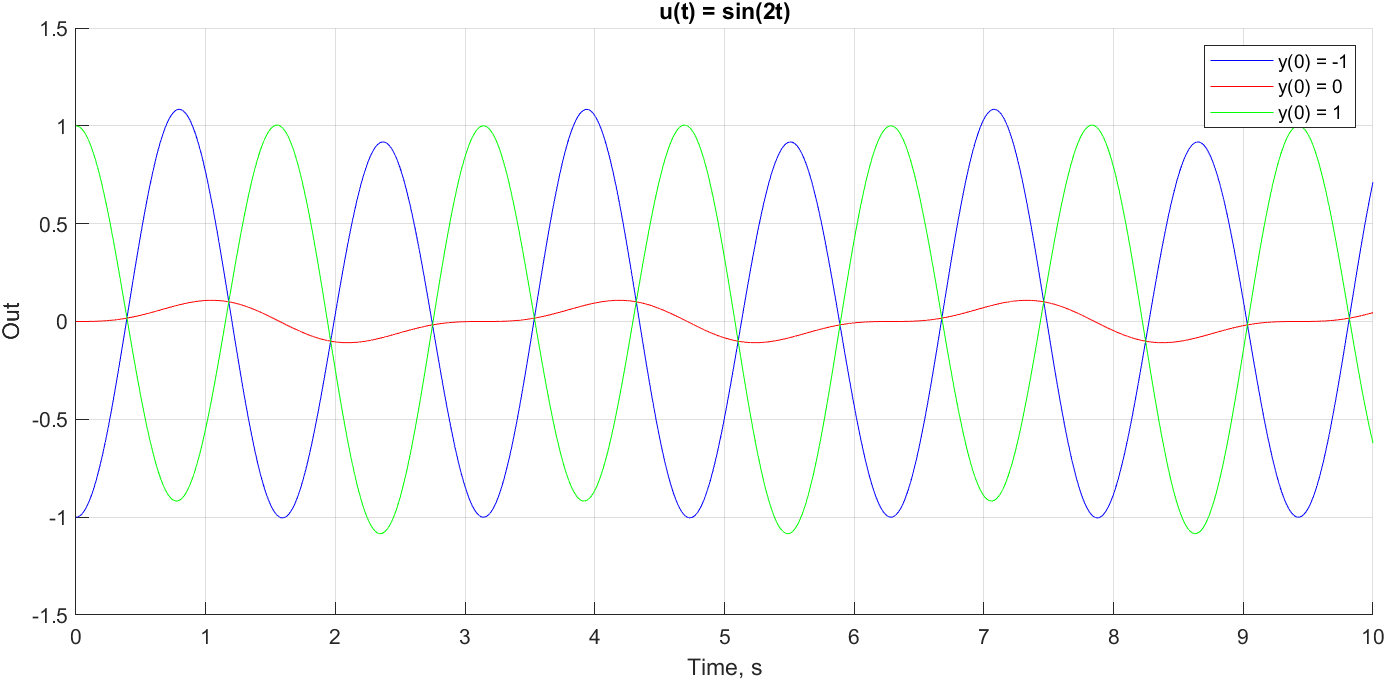 u(t) = sin(2t)
y(0) = -1
y(0) = 0
y(0) = 1
Out
1.5
1
0.5
0
-0.5
-1
-1.5
0 1 2 3 4 5 6 7 8 9 10
Time, s